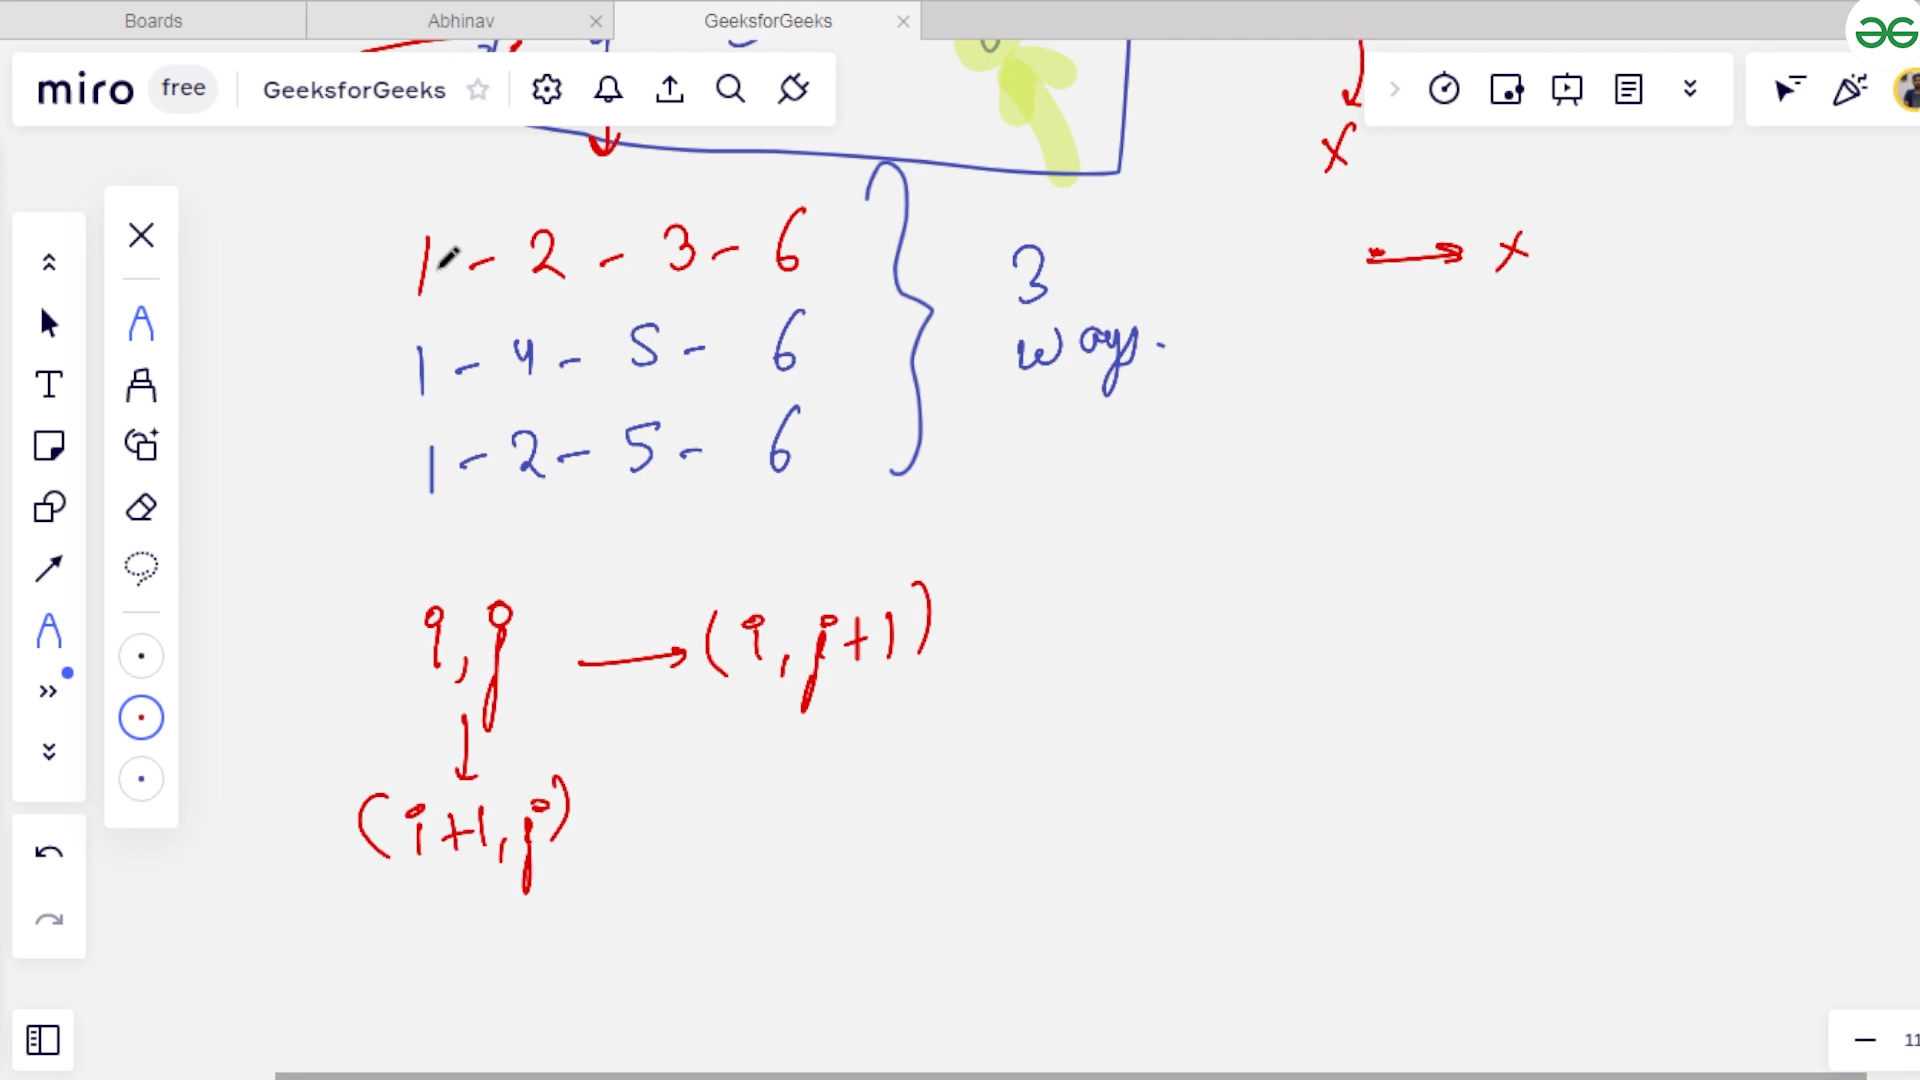 Boards Abhinav GeeksforGeeks
miro free GeeksforGeeks
x
1 - 2 - 3 - 6
x
1 - 4 - 5 - 6
3
ways.
1 - 2 - 5 - 6
i, j → (i, j+1)
(i+1, j)
11